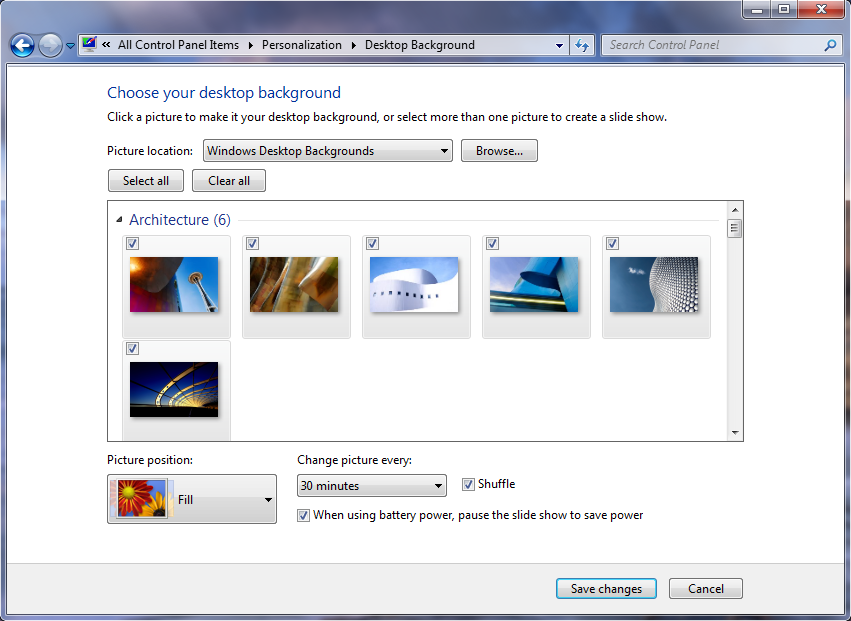 « All Control Panel Items Personalization Desktop Background
Search Control Panel
Choose your desktop background
Click a picture to make it your desktop background, or select more than one picture to create a slide show.
Picture location: Windows Desktop Backgrounds Browse...
Select all Clear all
Architecture (6)
Picture position: Change picture every:
Fill 30 minutes Shuffle
When using battery power, pause the slide show to save power
Save changes Cancel